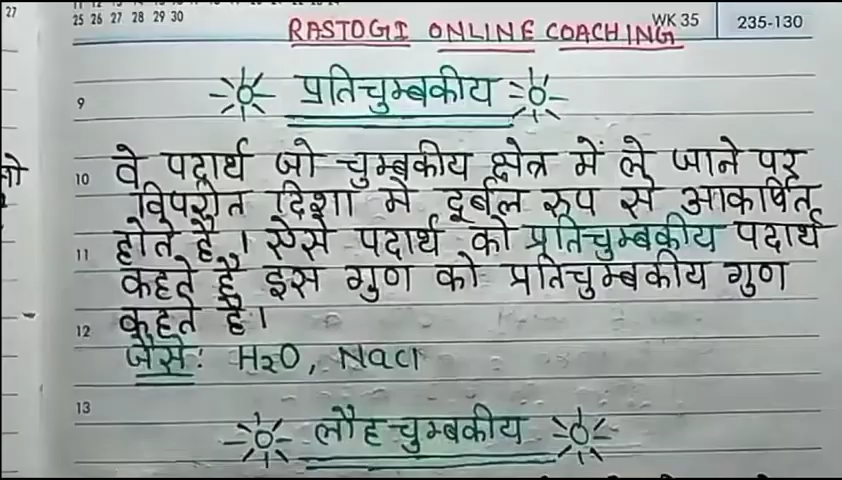 27
25 26 27 28 29 30
WK 35
235-130
RASTOGI ONLINE COACHING
9
प्रतिचुम्बकीय
10
वे पदार्थ जो चुम्बकीय क्षेत्र में ले जाने पर
विपरीत दिशा मे दूर्बल रुप से आकार्षित
11
होते है। ऐसे पदार्थ को प्रतिचुम्बकीय पदार्थ
कहते है इस गुण को प्रतिचुम्बकीय गुण
12
कहते है।
जैसे: H₂O, NaCl
13
लौह चुम्बकीय